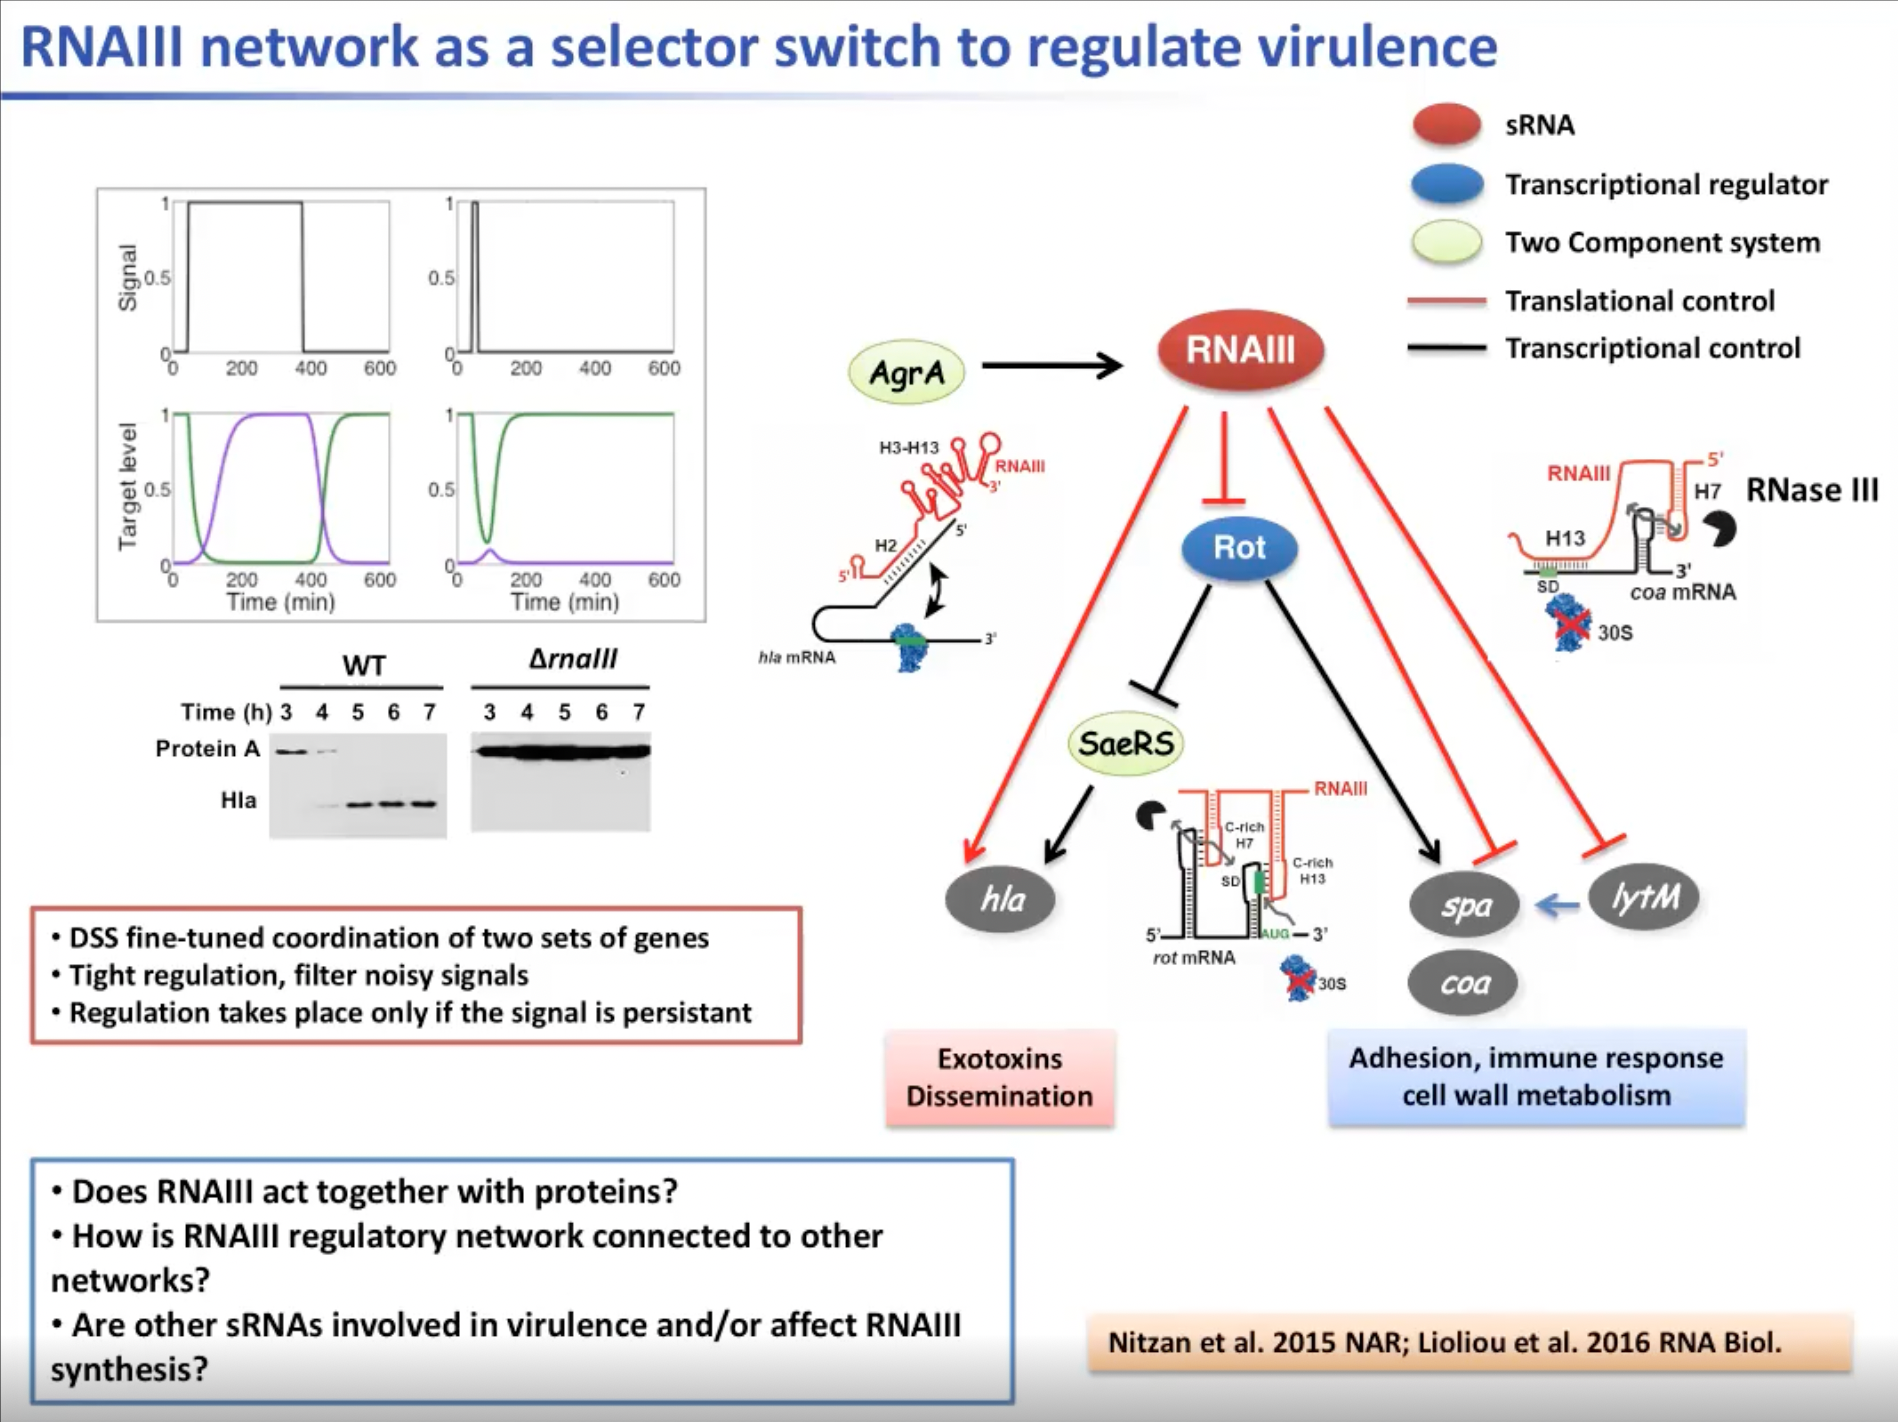 RNAIII network as a selector switch to regulate virulence
sRNA
Transcriptional regulator
Two Component system
Translational control
Transcriptional control
1
0.5
0
0
200
400
600
Signal
1
0.5
0
0
200
400
600
1
0.5
0
0
200
400
600
Target level
Time (min)
1
0.5
0
0
200
400
600
Time (min)
WT
ΔrnaIII
Time (h) 3 4 5 6 7
3 4 5 6 7
Protein A
Hla
AgrA
RNAIII
H3-H13
RNAIII
3'
5'
H2
5'
3'
hla mRNA
Rot
SaeRS
RNAIII
5'
H7
RNase III
H13
SD
3'
coa mRNA
30S
RNAIII
C-rich
H7
C-rich
H13
SD
5'
AUG
3'
rot mRNA
30S
hla
spa
lytM
coa
• DSS fine-tuned coordination of two sets of genes
• Tight regulation, filter noisy signals
• Regulation takes place only if the signal is persistant
Exotoxins
Dissemination
Adhesion, immune response
cell wall metabolism
• Does RNAIII act together with proteins?
• How is RNAIII regulatory network connected to other
networks?
• Are other sRNAs involved in virulence and/or affect RNAIII
synthesis?
Nitzan et al. 2015 NAR; Lioliou et al. 2016 RNA Biol.